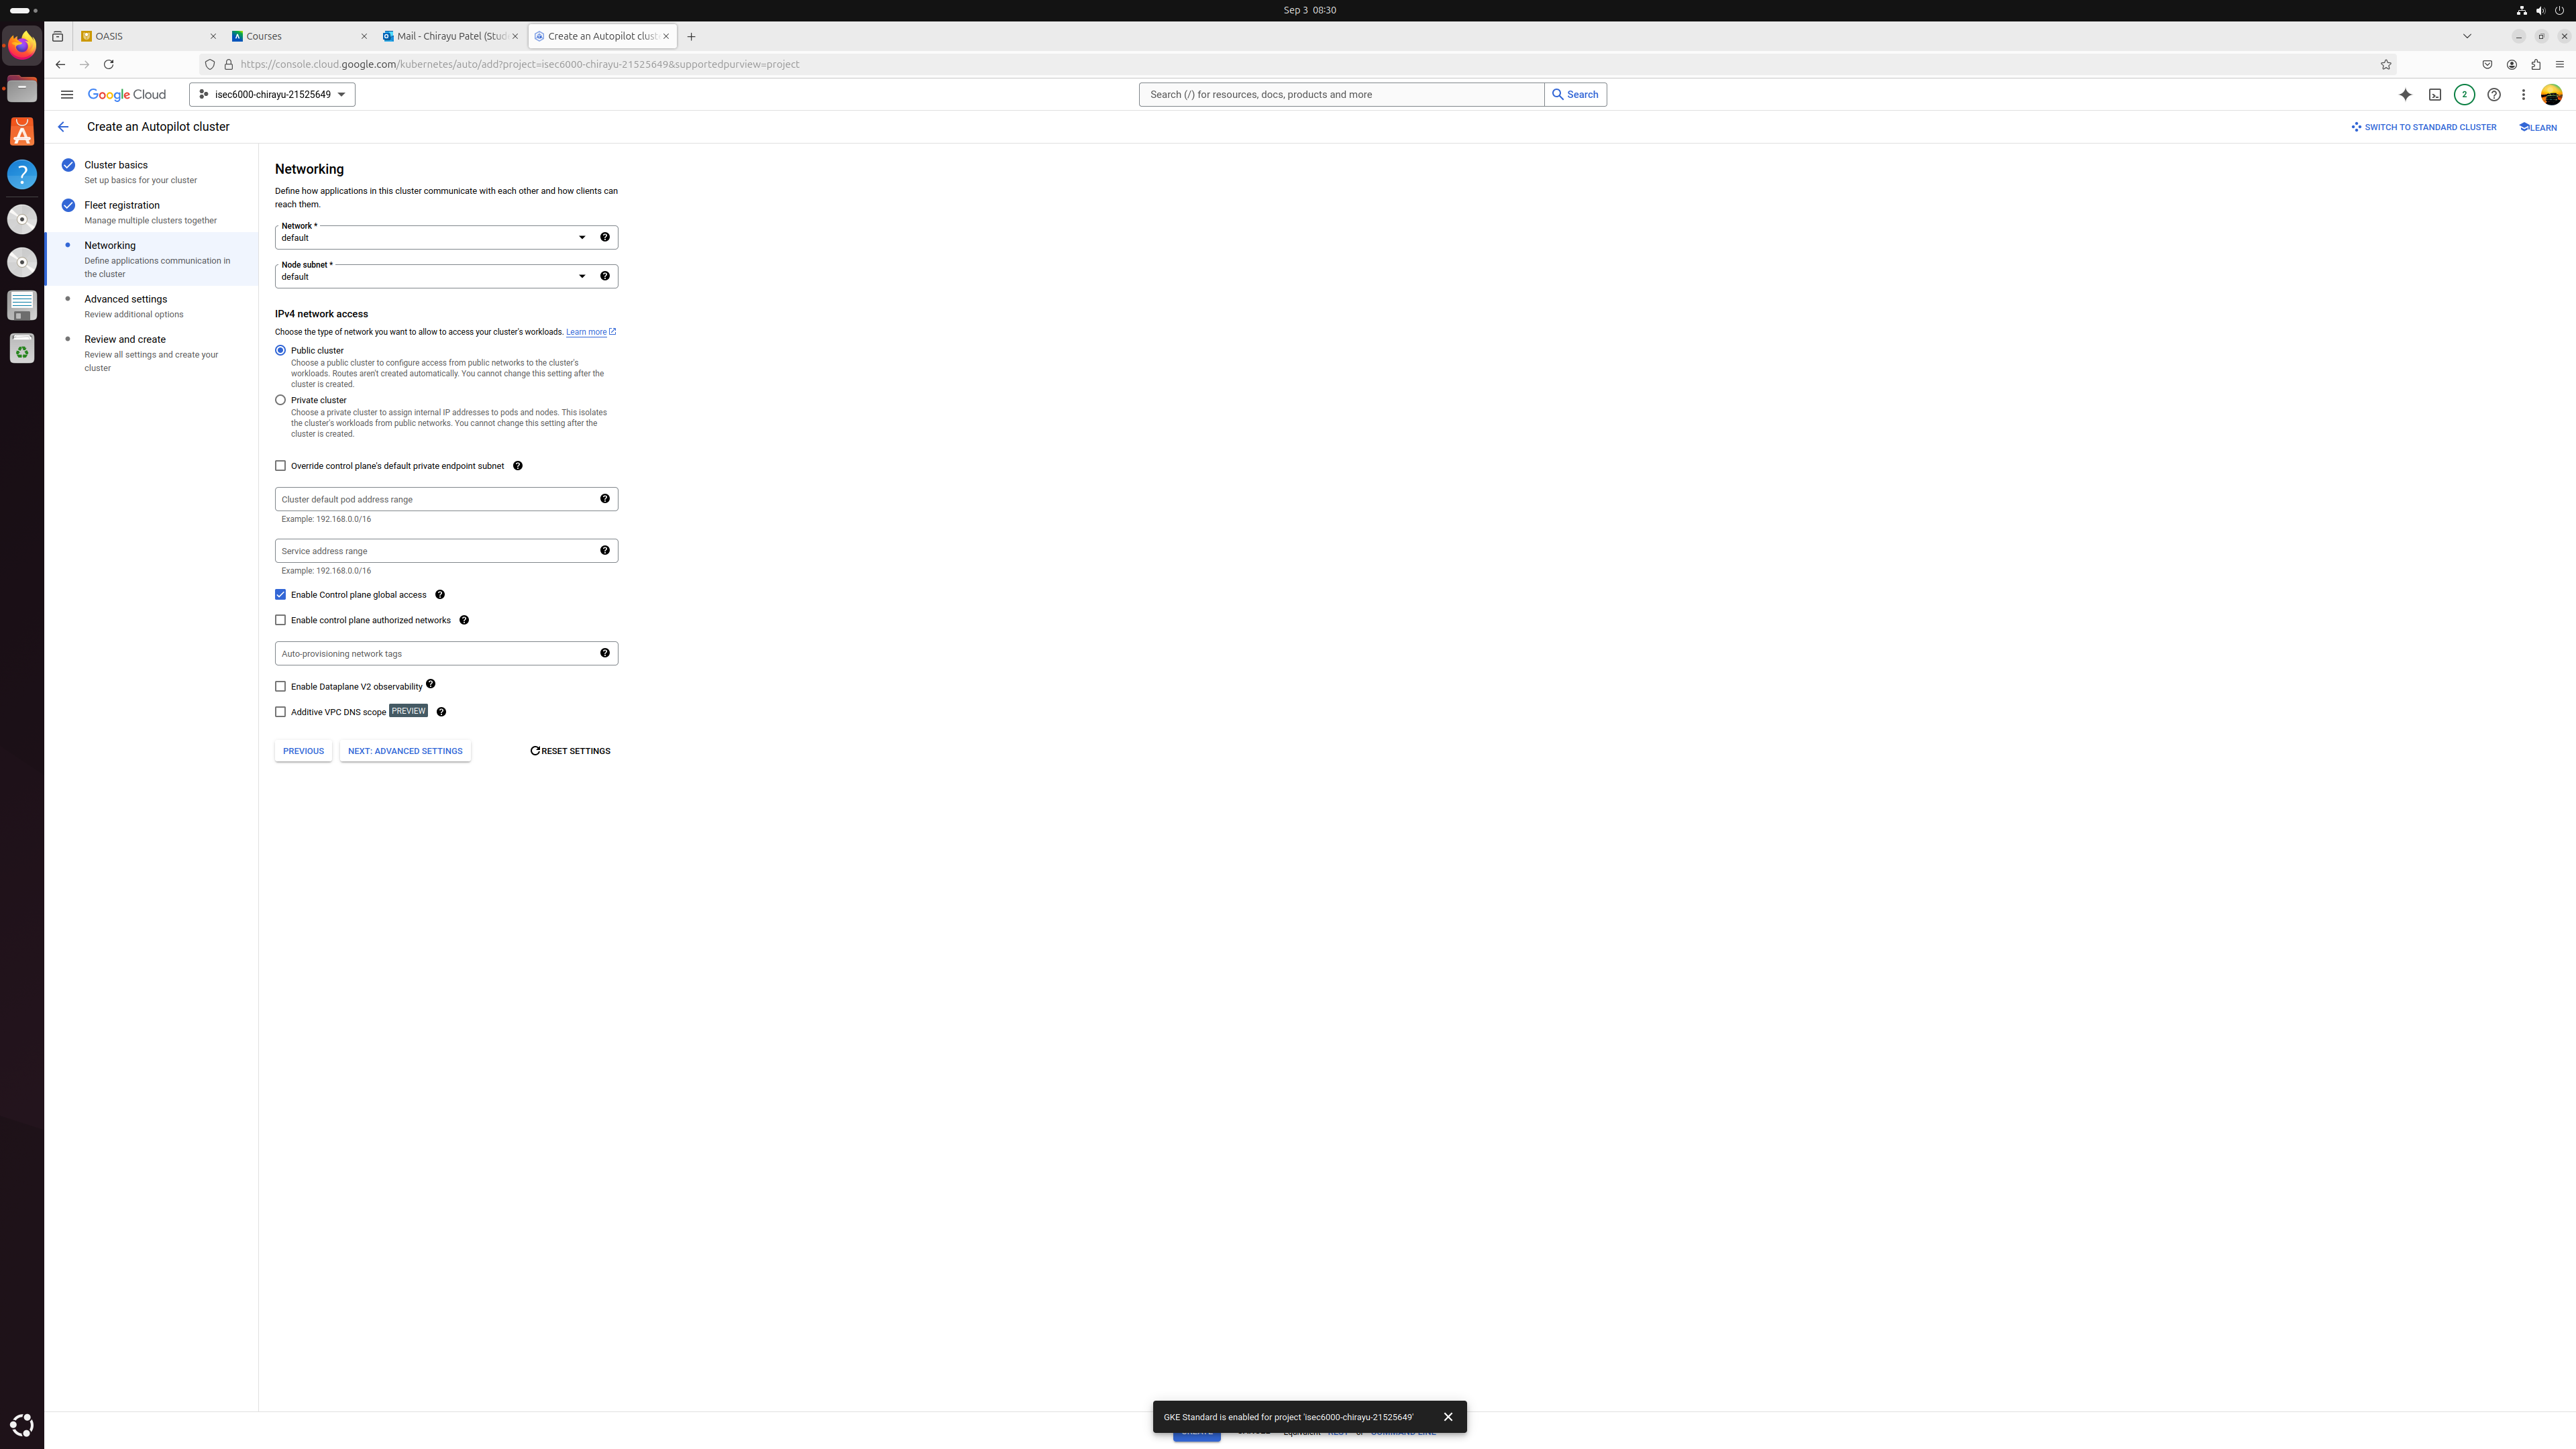 Sep 3 08:30
OASIS
Courses
Mail - Chirayu Patel (Stud
Create an Autopilot clust
https://console.cloud.google.com/kubernetes/auto/add?project=isec6000-chirayu-21525649&supportedpurview=project
Google Cloud
isec6000-chirayu-21525649
Search (/) for resources, docs, products and more
Search
2
Create an Autopilot cluster
SWITCH TO STANDARD CLUSTER
LEARN
Cluster basics
Set up basics for your cluster
Fleet registration
Manage multiple clusters together
Networking
Define applications communication in
the cluster
Advanced settings
Review additional options
Review and create
Review all settings and create your
cluster
Networking
Define how applications in this cluster communicate with each other and how clients can
reach them.
Network *
default
Node subnet *
default
IPv4 network access
Choose the type of network you want to allow to access your cluster's workloads. Learn more
Public cluster
Choose a public cluster to configure access from public networks to the cluster's
workloads. Routes aren't created automatically. You cannot change this setting after the
cluster is created.
Private cluster
Choose a private cluster to assign internal IP addresses to pods and nodes. This isolates
the cluster's workloads from public networks. You cannot change this setting after the
cluster is created.
Override control plane's default private endpoint subnet
Cluster default pod address range
Example: 192.168.0.0/16
Service address range
Example: 192.168.0.0/16
Enable Control plane global access
Enable control plane authorized networks
Auto-provisioning network tags
Enable Dataplane V2 observability
Additive VPC DNS scope PREVIEW
PREVIOUS
NEXT: ADVANCED SETTINGS
RESET SETTINGS
GKE Standard is enabled for project 'isec6000-chirayu-21525649'